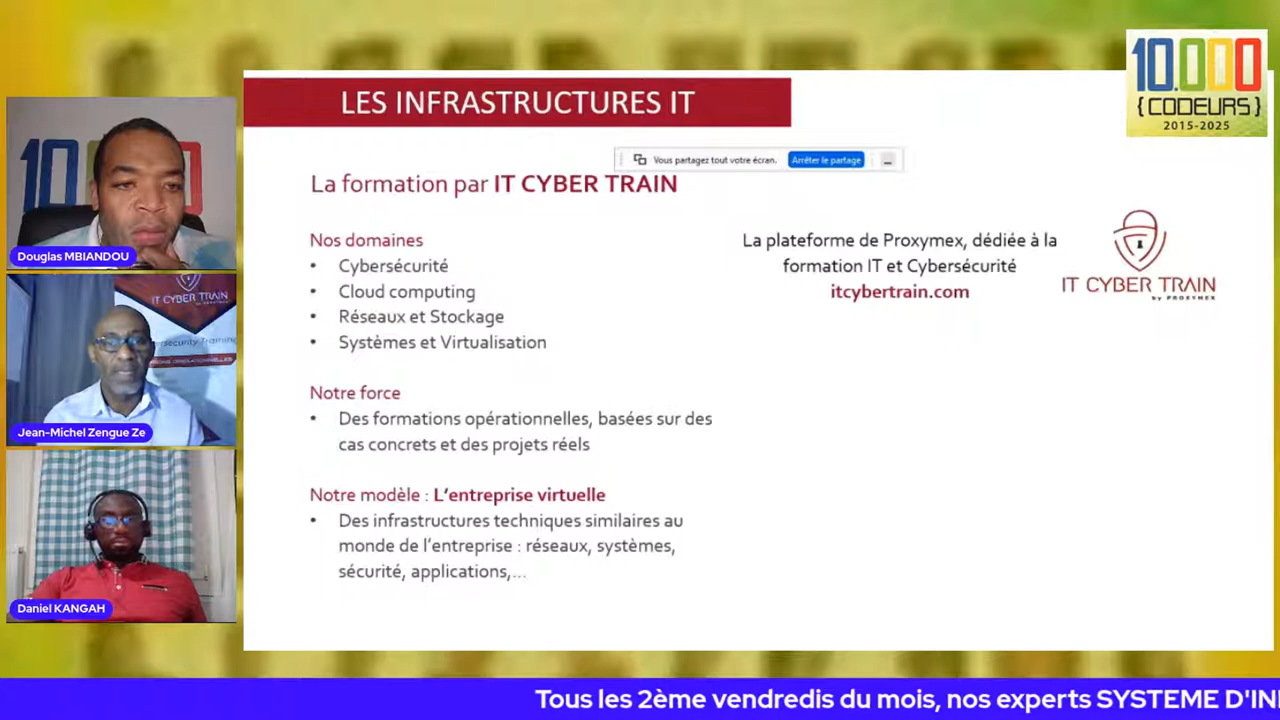 10.000
{CODEURS}
2015-2025
LES INFRASTRUCTURES IT
Vous partagez tout votre écran.
Arrêter le partage
La formation par IT CYBER TRAIN
Nos domaines
• Cybersécurité
• Cloud computing
• Réseaux et Stockage
• Systèmes et Virtualisation
Notre force
• Des formations opérationnelles, basées sur des
cas concrets et des projets réels
Notre modèle : L'entreprise virtuelle
• Des infrastructures techniques similaires au
monde de l'entreprise : réseaux, systèmes,
sécurité, applications,...
La plateforme de Proxymex, dédiée à la
formation IT et Cybersécurité
itcybertrain.com
IT CYBER TRAIN
by PROXYMEX
Douglas MBIANDOU
IT CYBER TRAIN
Jean-Michel Zengue Ze
Daniel KANGAH
Tous les 2ème vendredis du mois, nos experts SYSTEME D'IN